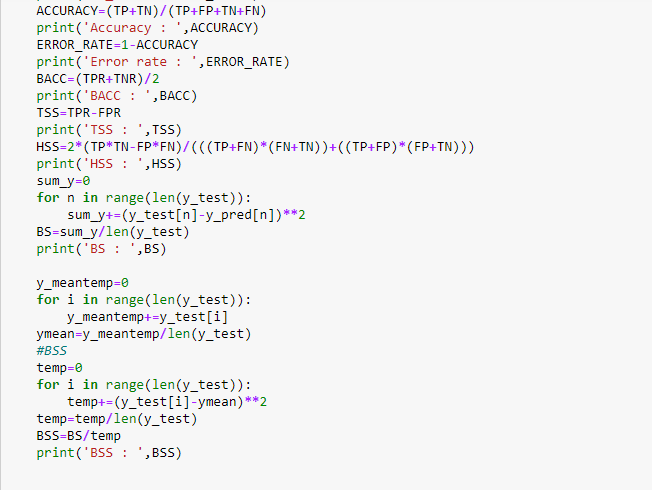 ACCURACY=(TP+TN)/(TP+FP+TN+FN)
print('Accuracy : ',ACCURACY)
ERROR_RATE=1-ACCURACY
print('Error rate : ',ERROR_RATE)
BACC=(TPR+TNR)/2
print('BACC : ',BACC)
TSS=TPR-FPR
print('TSS : ',TSS)
HSS=2*(TP*TN-FP*FN)/(((TP+FN)*(FN+TN))+((TP+FP)*(FP+TN)))
print('HSS : ',HSS)
sum_y=0
for n in range(len(y_test)):
    sum_y+=(y_test[n]-y_pred[n])**2
BS=sum_y/len(y_test)
print('BS : ',BS)

y_meantemp=0
for i in range(len(y_test)):
    y_meantemp+=y_test[i]
ymean=y_meantemp/len(y_test)
#BSS
temp=0
for i in range(len(y_test)):
    temp+=(y_test[i]-ymean)**2
temp=temp/len(y_test)
BSS=BS/temp
print('BSS : ',BSS)